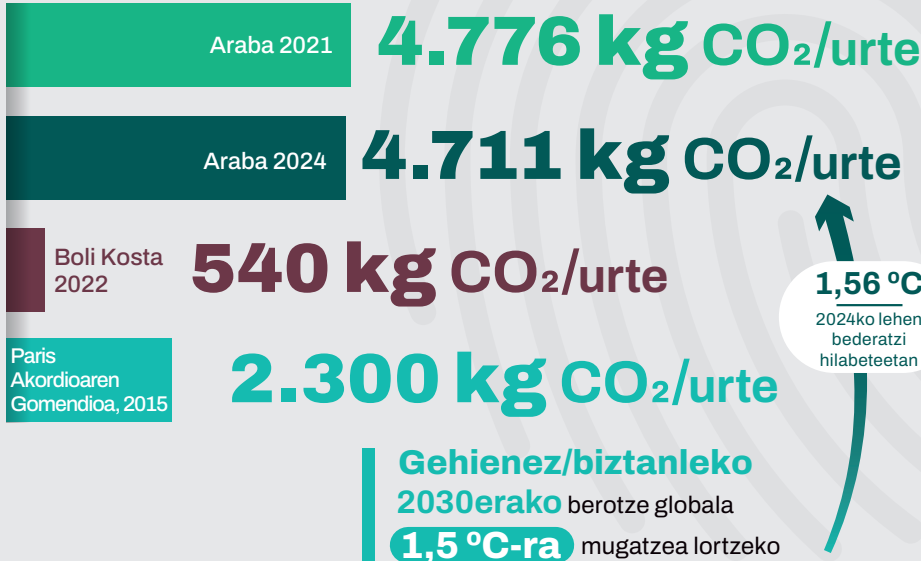 Araba 2021 4.776 kg CO₂/urte
Araba 2024 4.711 kg CO₂/urte
Boli Kosta
2022
540 kg CO₂/urte
Paris
Akordioaren
Gomendioa, 2015
2.300 kg CO₂/urte
1,56 ºC
2024ko lehen
bederatzi
hilabeteetan
Gehienez/biztanleko
2030erako berotze globala
1,5 ºC-ra mugatzea lortzeko